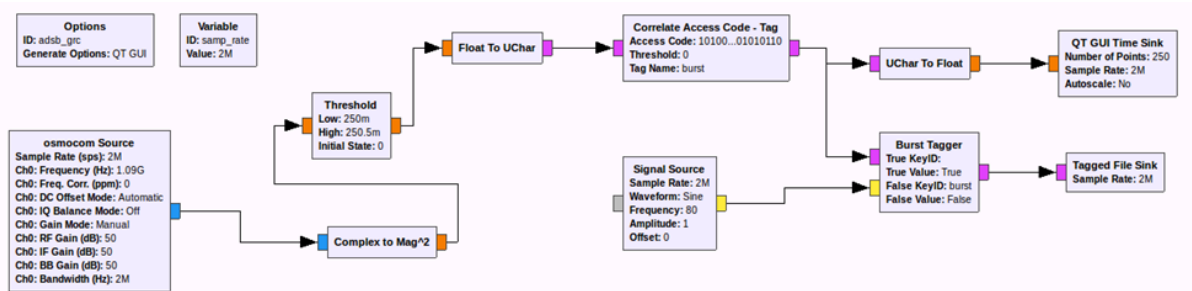 Options
ID: adsb_grc
Generate Options: QT GUI
Variable
ID: samp_rate
Value: 2M
Float To UChar
Correlate Access Code - Tag
Access Code: 10100...01010110
Threshold: 0
Tag Name: burst
UChar To Float
QT GUI Time Sink
Number of Points: 250
Sample Rate: 2M
Autoscale: No
Threshold
Low: 250m
High: 250.5m
Initial State: 0
osmocom Source
Sample Rate (sps): 2M
Ch0: Frequency (Hz): 1.09G
Ch0: Freq. Corr. (ppm): 0
Ch0: DC Offset Mode: Automatic
Ch0: IQ Balance Mode: Off
Ch0: Gain Mode: Manual
Ch0: RF Gain (dB): 50
Ch0: IF Gain (dB): 50
Ch0: BB Gain (dB): 50
Ch0: Bandwidth (Hz): 2M
Complex to Mag^2
Signal Source
Sample Rate: 2M
Waveform: Sine
Frequency: 80
Amplitude: 1
Offset: 0
Burst Tagger
True KeyID:
True Value: True
False KeyID: burst
False Value: False
Tagged File Sink
Sample Rate: 2M